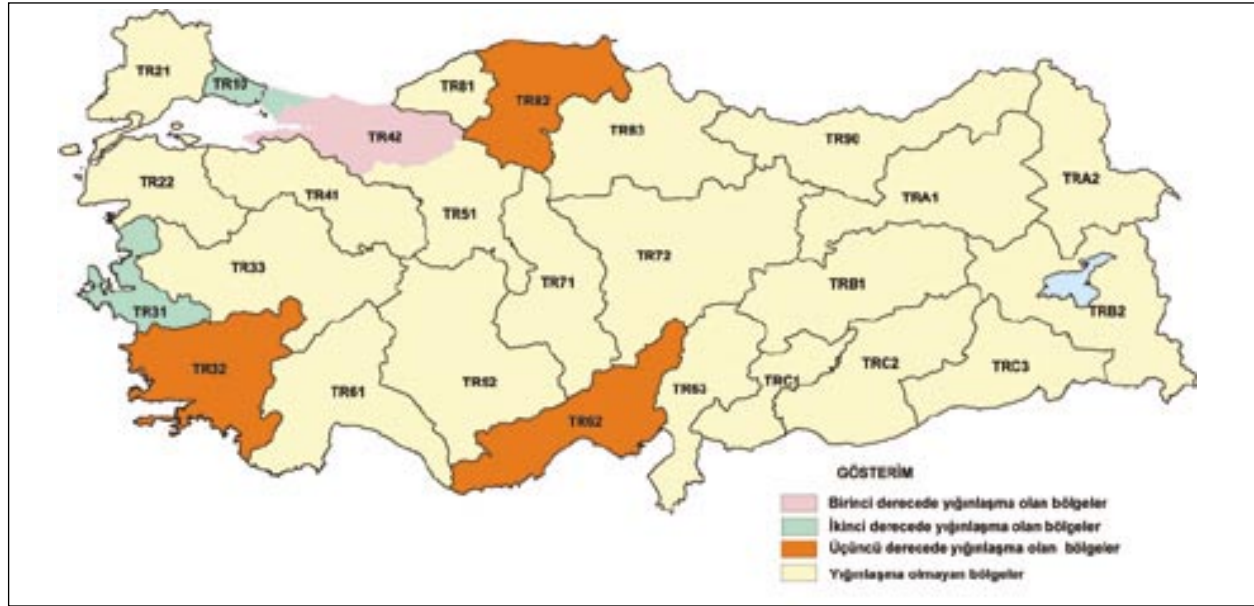 TR21
TR10
TR81
TR82
TR42
TR83
TR90
TRA2
TR22
TR41
TR51
TRA1
TR33
TR71
TR72
TRB1
TRB2
TR31
TR32
TR61
TR52
TR62
TR63
TRC1
TRC2
TRC3
GÖSTERİM
Birinci derecede yığınlaşma olan bölgeler
İkinci derecede yığınlaşma olan bölgeler
Üçüncü derecede yığınlaşma olan bölgeler
Yığınlaşma olmayan bölgeler